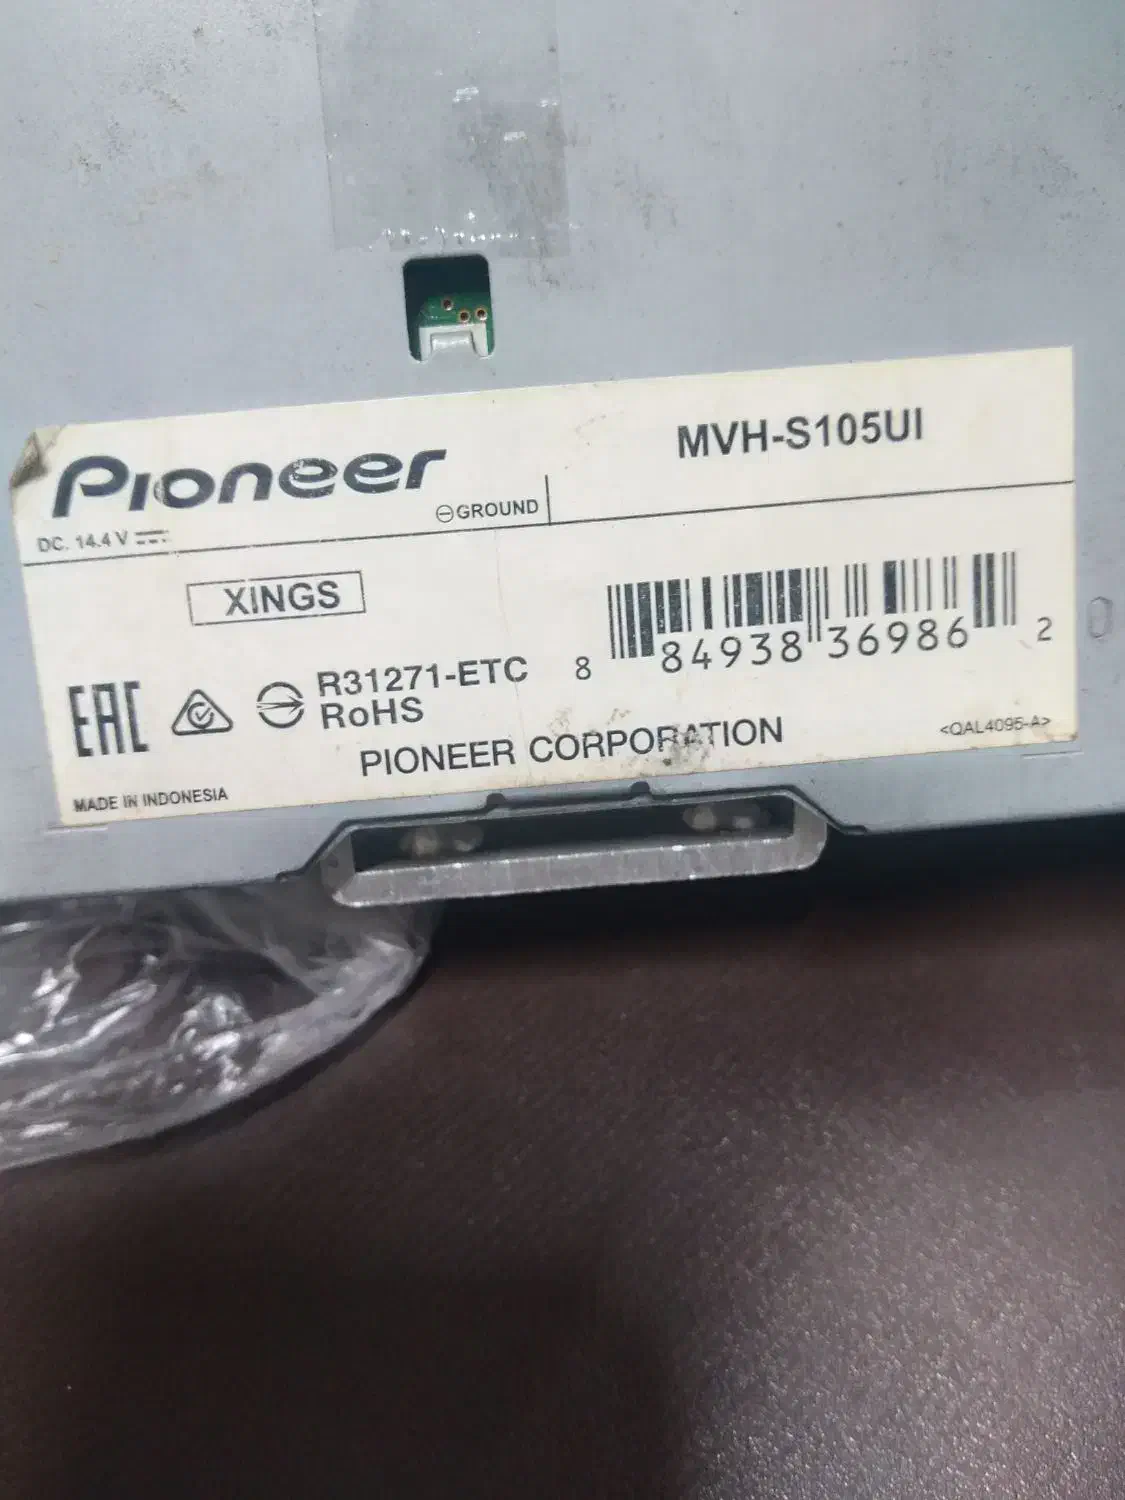 Pioneer
MVH-S105UI
DC. 14.4 V
GROUND
XINGS
8 84938 36986 2
EAC
R31271-ETC
RoHS
PIONEER CORPORATION
<QAL4095-A>
MADE IN INDONESIA